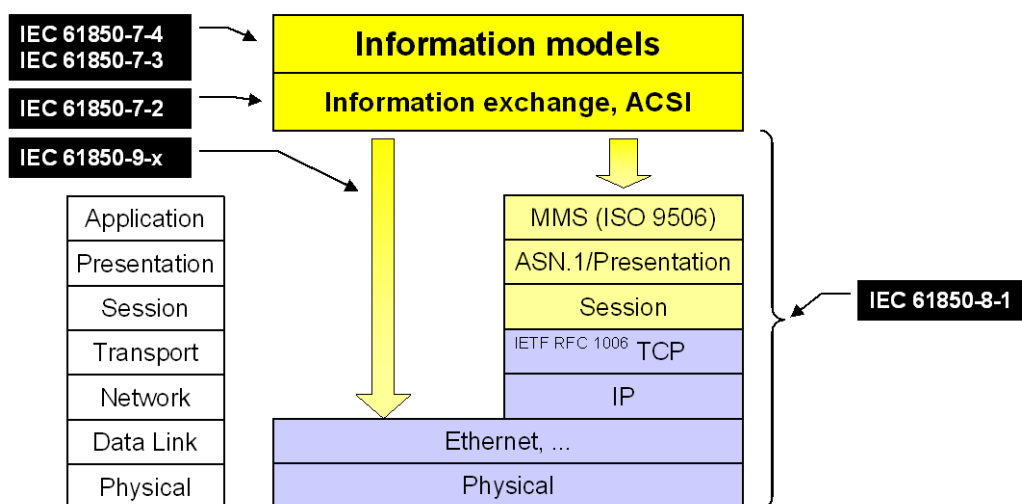 IEC 61850-7-4
IEC 61850-7-3
Information models
IEC 61850-7-2
Information exchange, ACSI
IEC 61850-9-x
Application
Presentation
Session
Transport
Network
Data Link
Physical
MMS (ISO 9506)
ASN.1/Presentation
Session
IETF RFC 1006 TCP
IP
Ethernet, ...
Physical
IEC 61850-8-1